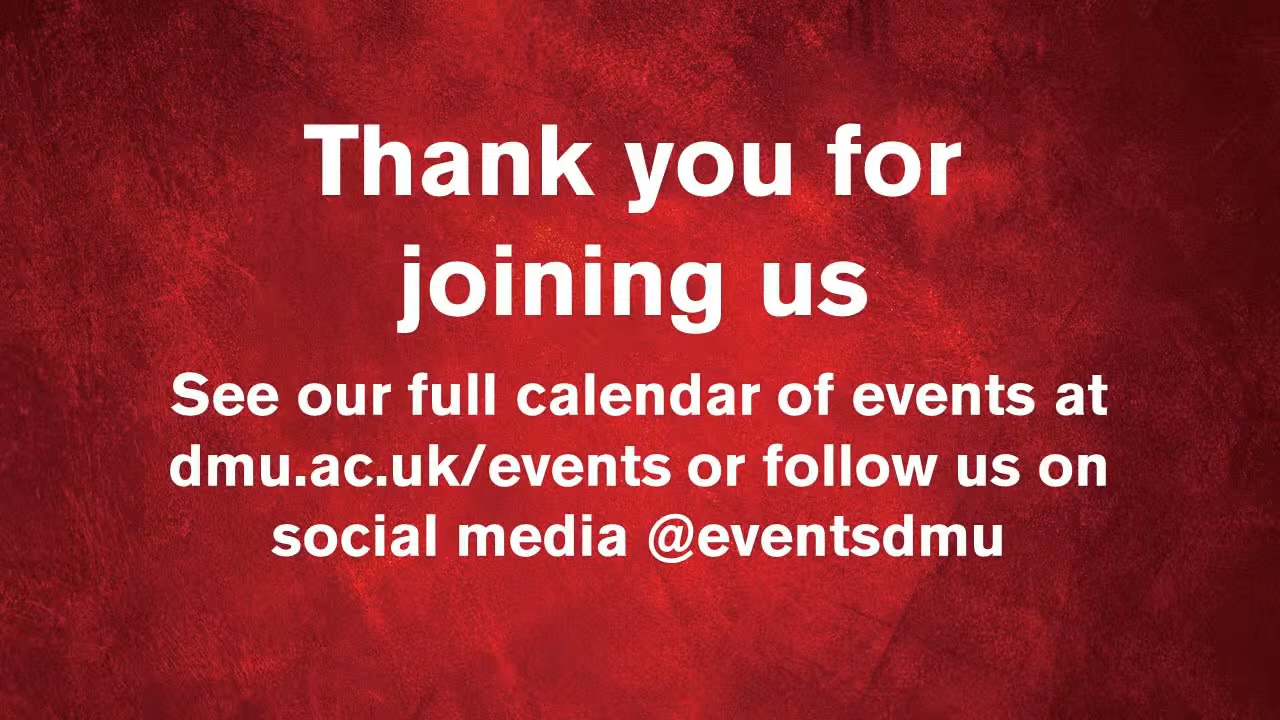 Thank you for
joining us
See our full calendar of events at
dmu.ac.uk/events or follow us on
social media @eventsdmu